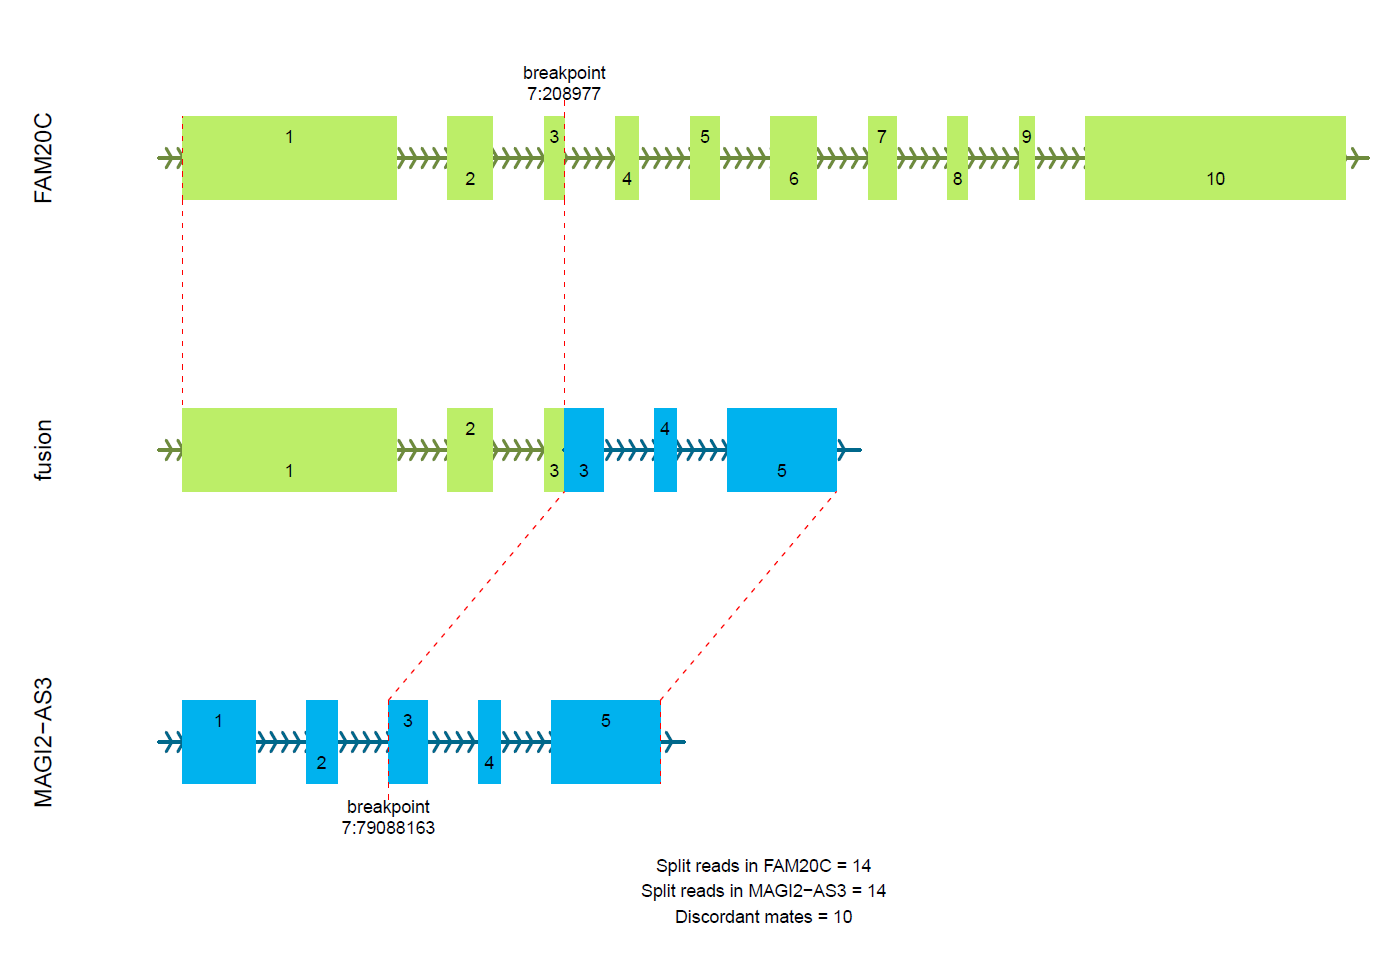 breakpoint
7:208977
FAM20C
1
2
3
4
5
6
7
8
9
10
fusion
1
2
3
3
4
5
MAGI2−AS3
1
2
3
4
5
breakpoint
7:79088163
Split reads in FAM20C = 14
Split reads in MAGI2−AS3 = 14
Discordant mates = 10